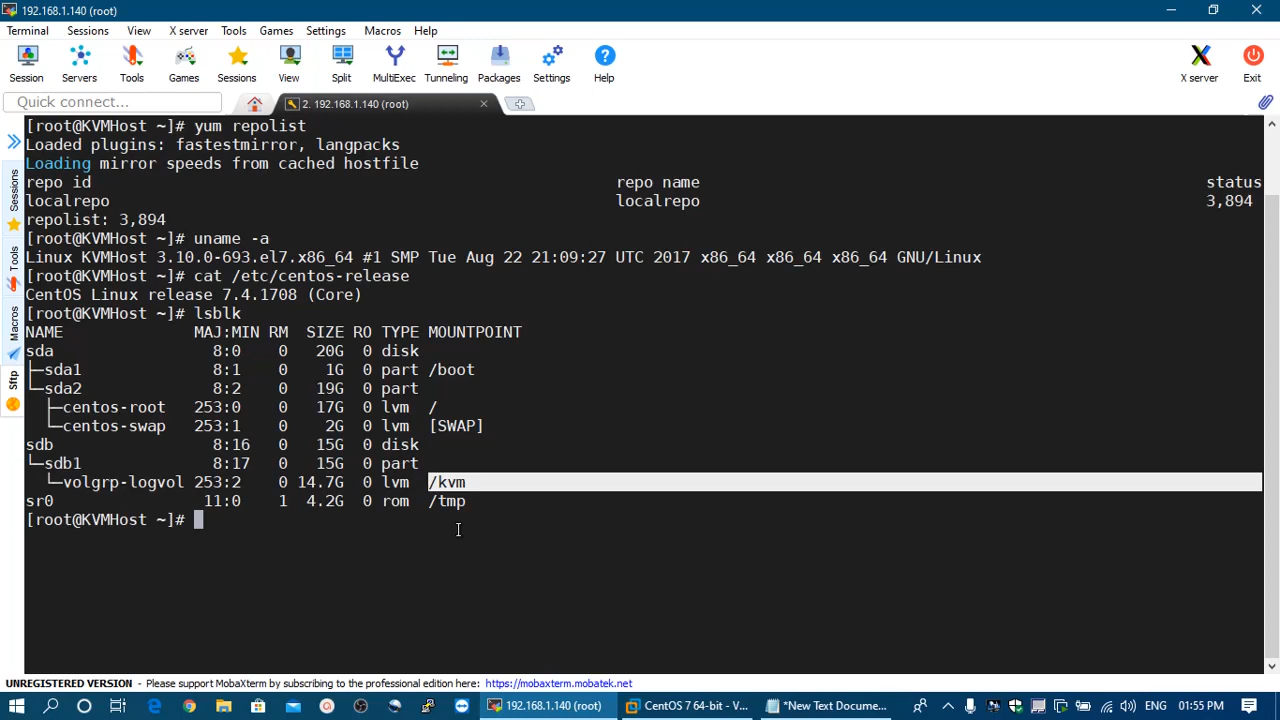 192.168.1.140 (root)
Terminal Sessions View X server Tools Games Settings Macros Help
Session Servers Tools Games Sessions View Split MultiExec Tunneling Packages Settings Help X server Exit
Quick connect... 2. 192.168.1.140 (root)
[root@KVMHost ~]# yum repolist
Loaded plugins: fastestmirror, langpacks
Loading mirror speeds from cached hostfile
repo id repo name status
localrepo localrepo 3,894
repolist: 3,894
[root@KVMHost ~]# uname -a
Linux KVMHost 3.10.0-693.el7.x86_64 #1 SMP Tue Aug 22 21:09:27 UTC 2017 x86_64 x86_64 x86_64 GNU/Linux
[root@KVMHost ~]# cat /etc/centos-release
CentOS Linux release 7.4.1708 (Core)
[root@KVMHost ~]# lsblk
NAME MAJ:MIN RM SIZE RO TYPE MOUNTPOINT
sda 8:0 0 20G 0 disk
├─sda1 8:1 0 1G 0 part /boot
└─sda2 8:2 0 19G 0 part
├─centos-root 253:0 0 17G 0 lvm /
└─centos-swap 253:1 0 2G 0 lvm [SWAP]
sdb 8:16 0 15G 0 disk
└─sdb1 8:17 0 15G 0 part
└─volgrp-logvol 253:2 0 14.7G 0 lvm /kvm
sr0 11:0 1 4.2G 0 rom /tmp
[root@KVMHost ~]#
Sessions
Tools
Macros
Sftp
UNREGISTERED VERSION - Please support MobaXterm by subscribing to the professional edition here: https://mobaxterm.mobatek.net
192.168.1.140 (root) CentOS 7 64-bit - V... *New Text Docume... ENG 01:55 PM